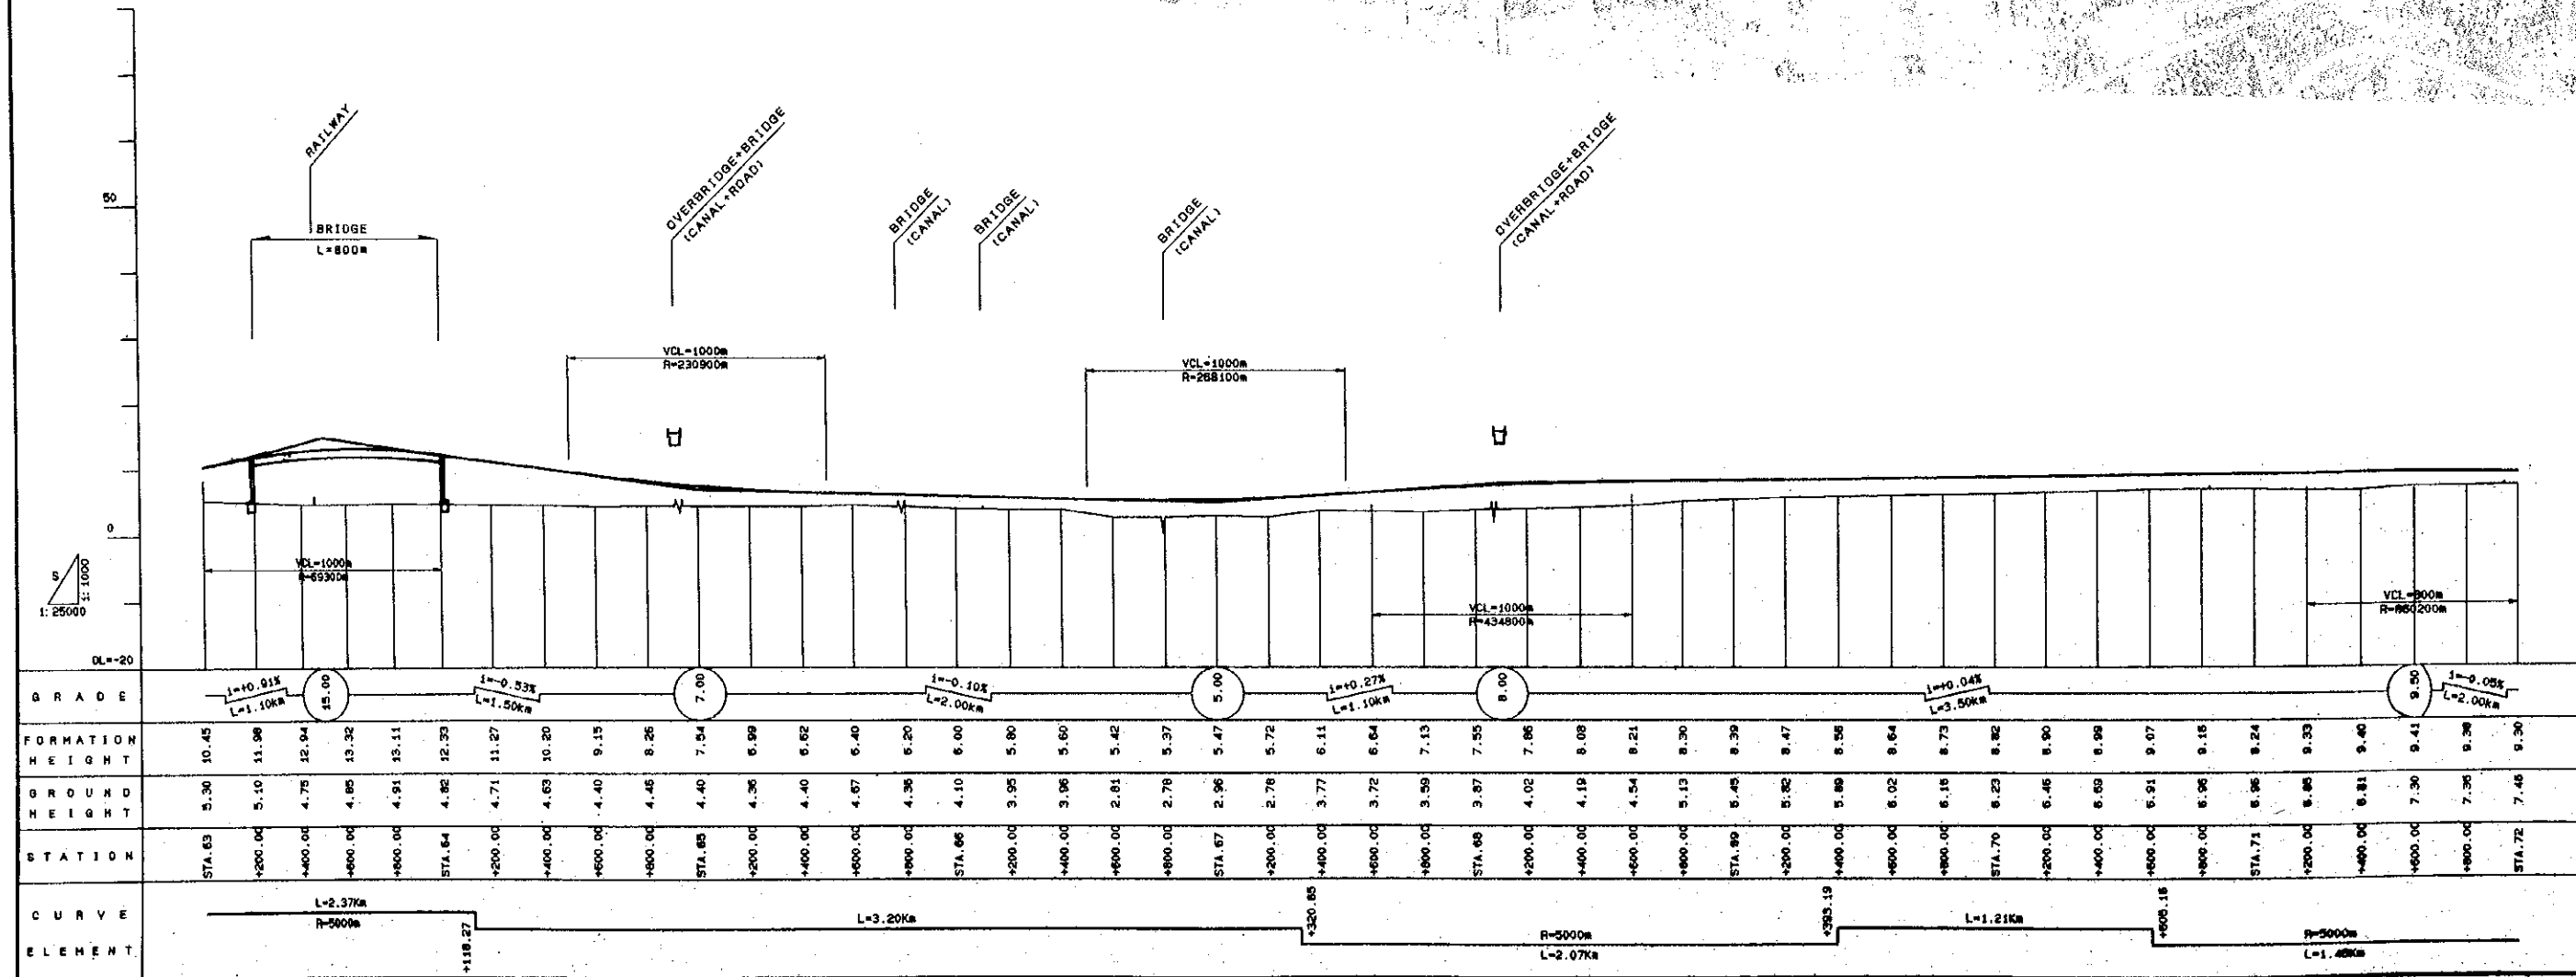 RAILWAY
BRIDGE
L=800m
OVERBRIDGE+BRIDGE
(CANAL+ROAD)
BRIDGE
(CANAL)
BRIDGE
(CANAL)
BRIDGE
(CANAL)
OVERBRIDGE+BRIDGE
(CANAL+ROAD)
50
VCL=1000m
R=230900m
VCL=1000m
R=268100m
0
S
1:1000
1:25000
VCL=1000m
R=69300m
VCL=1000m
R=434800m
VCL=800m
R=860200m
DL=-20
GRADE
i=+0.91%
L=1.10km
15.00
i=-0.53%
L=1.50km
7.00
i=-0.10%
L=2.00km
5.00
i=+0.27%
L=1.10km
8.00
i=+0.04%
L=3.50km
9.50
i=-0.05%
L=2.00km
FORMATION HEIGHT
10.45 11.98 12.94 13.32 13.11 12.33 11.27 10.20 9.15 8.26 7.54 6.99 6.62 6.40 6.20 6.00 5.80 5.60 5.42 5.37 5.47 5.72 6.11 6.64 7.13 7.55 7.86 8.08 8.21 8.30 8.39 8.47 8.56 8.64 8.73 8.82 8.90 8.99 9.07 9.16 9.24 9.33 9.40 9.41 9.38 9.30
GROUND HEIGHT
5.30 5.10 4.75 4.85 4.91 4.82 4.71 4.63 4.40 4.45 4.40 4.36 4.40 4.67 4.36 4.10 3.95 3.96 2.81 2.78 2.96 2.78 3.77 3.72 3.59 3.87 4.02 4.19 4.54 5.13 5.45 5.82 5.89 6.02 6.16 6.23 6.46 6.69 6.91 6.96 6.96 6.86 6.81 7.30 7.36 7.46
STATION
STA.63 +200.00 +400.00 +600.00 +800.00 STA.64 +200.00 +400.00 +600.00 +800.00 STA.65 +200.00 +400.00 +600.00 +800.00 STA.66 +200.00 +400.00 +600.00 +800.00 STA.67 +200.00 +400.00 +600.00 +800.00 STA.68 +200.00 +400.00 +600.00 +800.00 STA.69 +200.00 +400.00 +600.00 +800.00 STA.70 +200.00 +400.00 +600.00 +800.00 STA.71 +200.00 +400.00 +600.00 +800.00 STA.72
CURVE ELEMENT
L=2.37Km
R=5000m
+118.27
L=3.20Km
+320.65
R=5000m
L=2.07Km
+393.19
L=1.21Km
+605.16
R=5000m
L=1.46Km